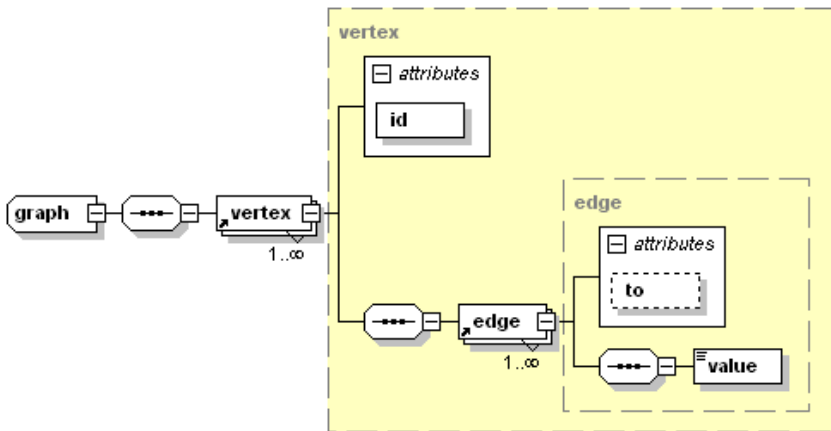 vertex
attributes
id
graph
vertex
1..∞
edge
attributes
to
edge
1..∞
value